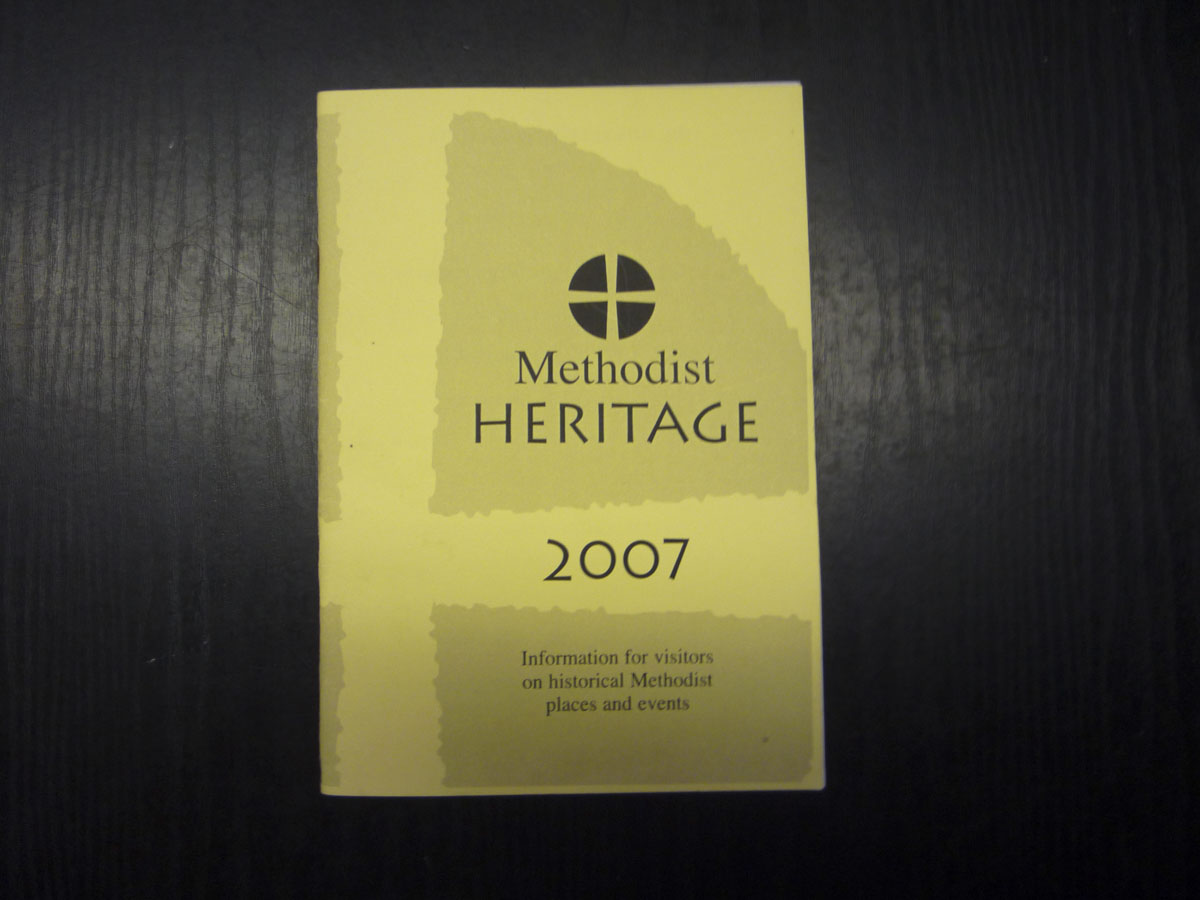 Methodist
HERITAGE
2007
Information for visitors
on historical Methodist
places and events